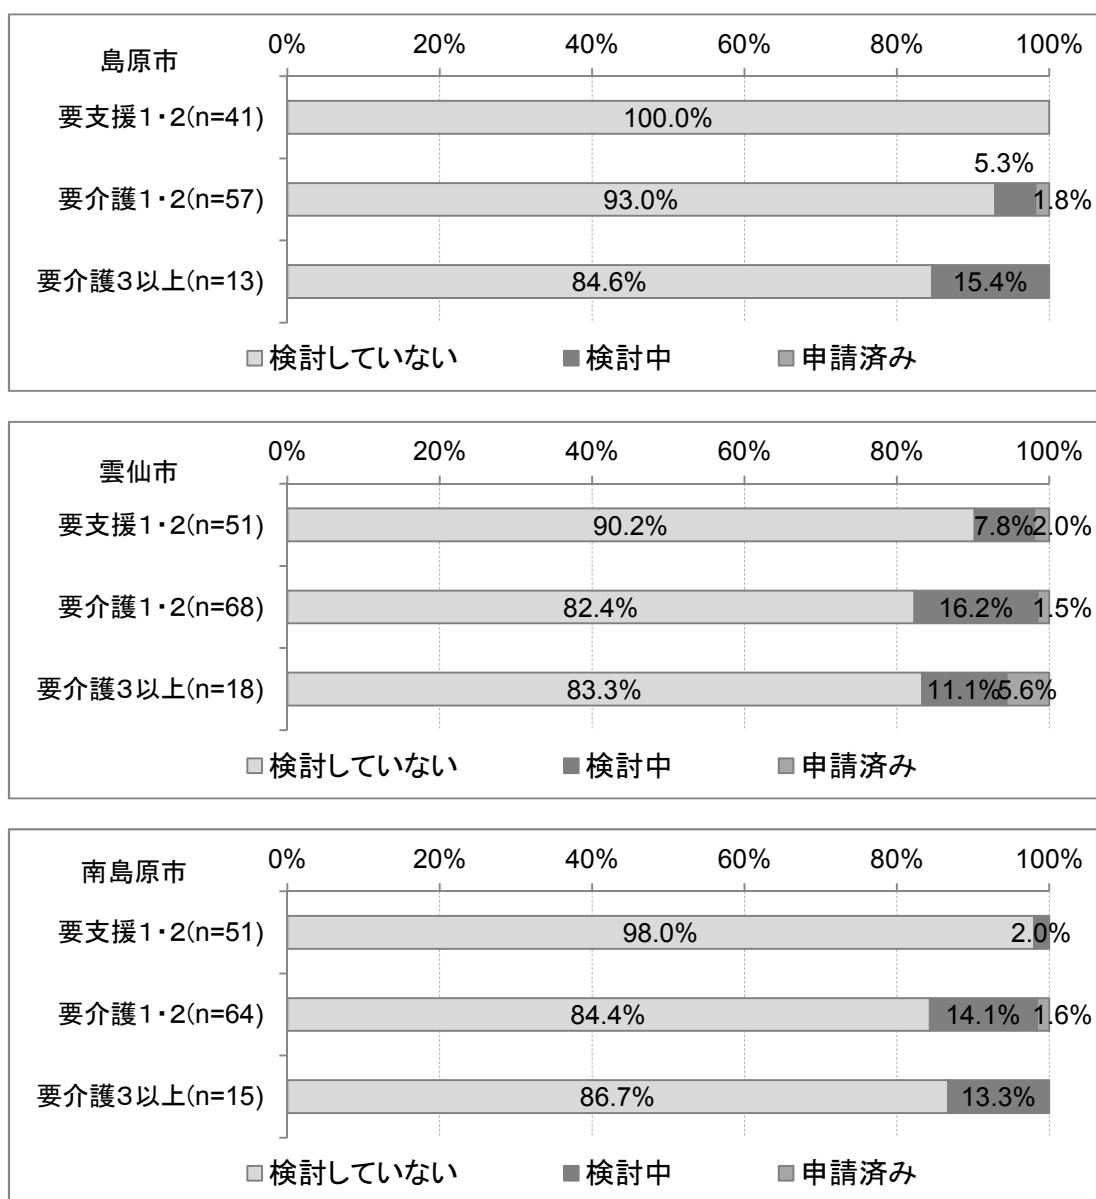 0% 20% 40% 60% 80% 100%
島原市
要支援1・2(n=41) 100.0%
5.3%
要介護1・2(n=57) 93.0% 1.8%
要介護3以上(n=13) 84.6% 15.4%
検討していない 検討中 申請済み
0% 20% 40% 60% 80% 100%
雲仙市
要支援1・2(n=51) 90.2% 7.8% 2.0%
要介護1・2(n=68) 82.4% 16.2% 1.5%
要介護3以上(n=18) 83.3% 11.1% 5.6%
検討していない 検討中 申請済み
0% 20% 40% 60% 80% 100%
南島原市
要支援1・2(n=51) 98.0% 2.0%
要介護1・2(n=64) 84.4% 14.1% 1.6%
要介護3以上(n=15) 86.7% 13.3%
検討していない 検討中 申請済み